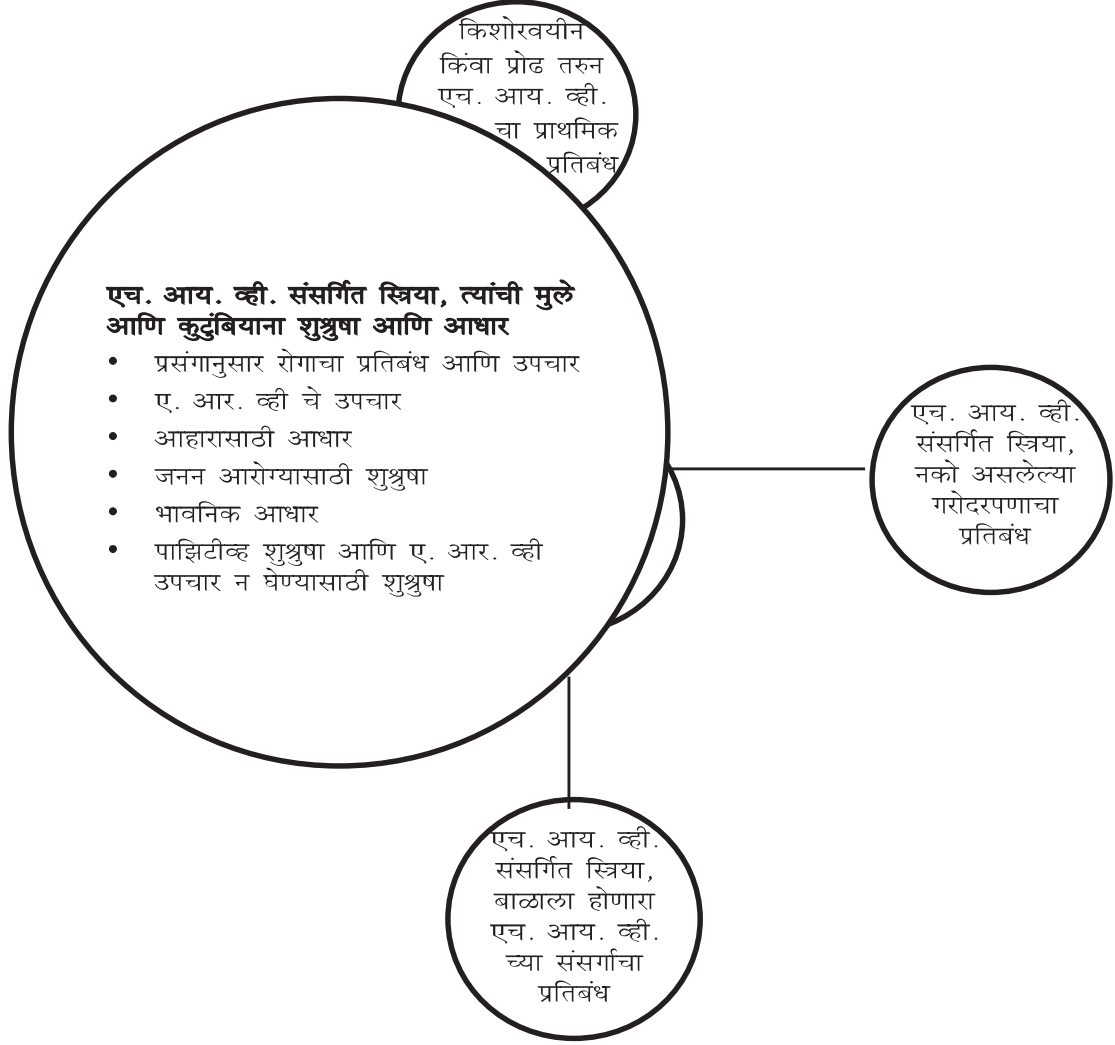 किशोरवयीन
किंवा प्रोढ तरुन
एच. आय. व्ही.
चा प्राथमिक
प्रतिबंध
एच. आय. व्ही. संसर्गित स्त्रिया, त्यांची मुले
आणि कुटुंबियाना शुश्रुषा आणि आधार
• प्रसंगानुसार रोगाचा प्रतिबंध आणि उपचार
• ए. आर. व्ही चे उपचार
• आहारासाठी आधार
• जनन आरोग्यासाठी शुश्रुषा
• भावनिक आधार
• पाझिटीव्ह शुश्रुषा आणि ए. आर. व्ही
उपचार न घेण्यासाठी शुश्रुषा
एच. आय. व्ही.
संसर्गित स्त्रिया,
नको असलेल्या
गरोदरपणाचा
प्रतिबंध
एच. आय. व्ही.
संसर्गित स्त्रिया,
बाळाला होणारा
एच. आय. व्ही.
च्या संसर्गाचा
प्रतिबंध